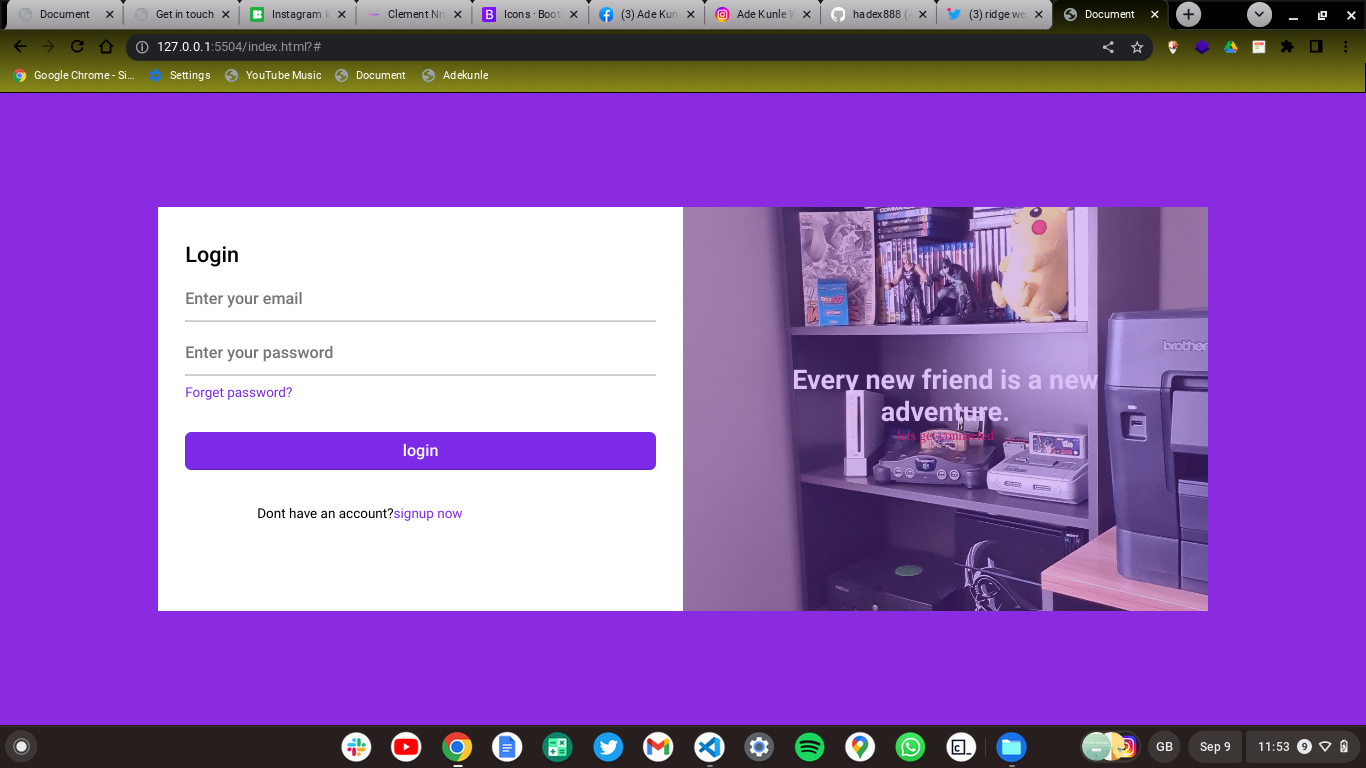 Document
Get in touch
Instagram l
Clement Nn
Icons · Boot
(3) Ade Kun
Ade Kunle W
hadex888 (
(3) ridge we
Document
127.0.0.1:5504/index.html?#
Google Chrome - Si...
Settings
YouTube Music
Document
Adekunle
Login
Enter your email
Enter your password
Forget password?
login
Dont have an account?signup now
brother
Every new friend is a new
adventure.
lets get connected
GB
Sep 9
11:53
9